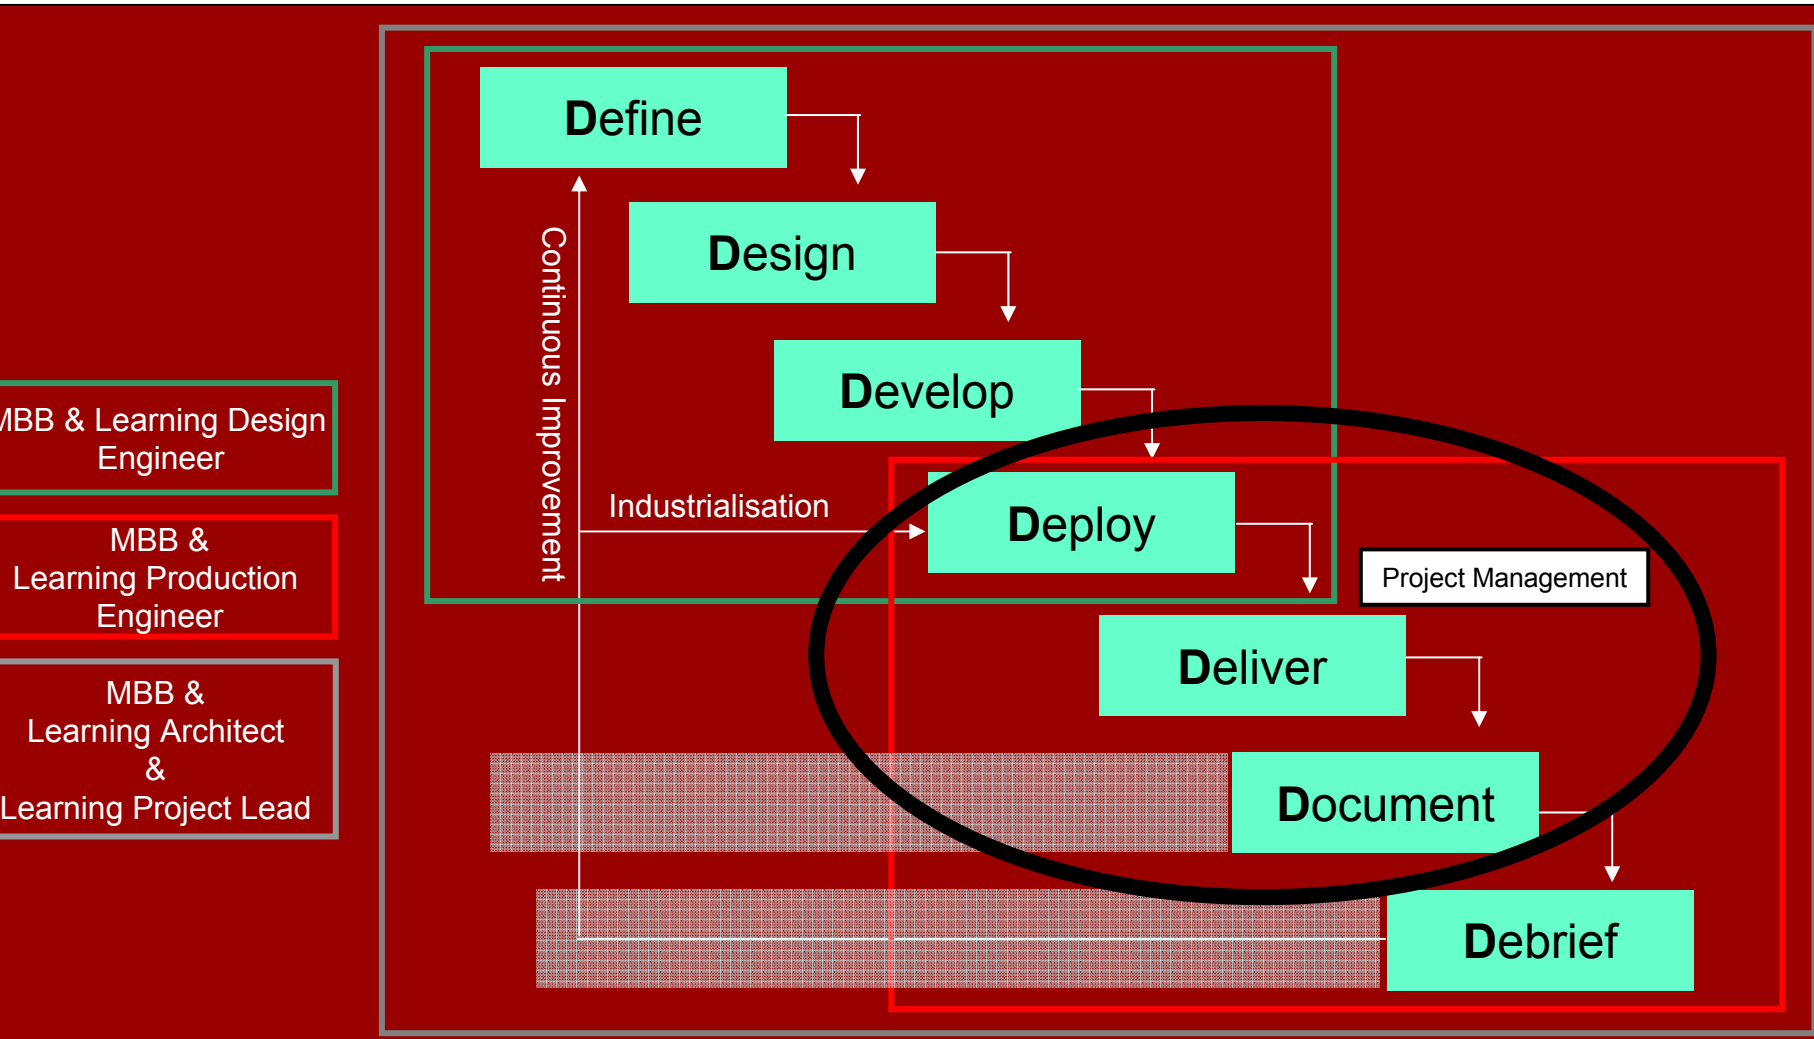 Define
Design
Continuous Improvement
Develop
MBB & Learning Design
Engineer
Industrialisation
Deploy
MBB &
Learning Production
Engineer
Project Management
Deliver
MBB &
Learning Architect
&
Learning Project Lead
Document
Debrief